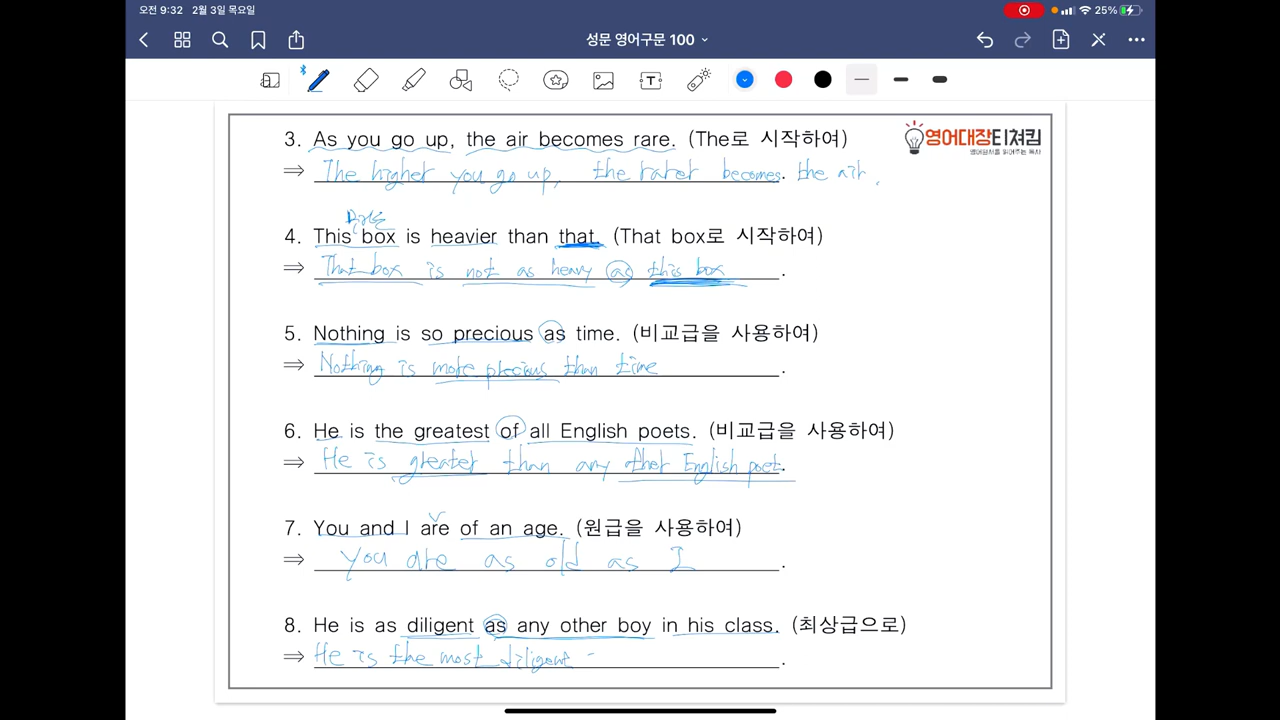 오전 9:32 2월 3일 목요일
25%
성문 영어구문 100
영어대장티쳐킴
3. As you go up, the air becomes rare. (The로 시작하여)
⇒ The higher you go up, the rarer becomes the air.
4. This box is heavier than that. (That box로 시작하여)
⇒ That box is not as heavy as this box.
5. Nothing is so precious as time. (비교급을 사용하여)
⇒ Nothing is more precious than time.
6. He is the greatest of all English poets. (비교급을 사용하여)
⇒ He is greater than any other English poet.
7. You and I are of an age. (원급을 사용하여)
⇒ You are as old as I.
8. He is as diligent as any other boy in his class. (최상급으로)
⇒ He is the most diligent .